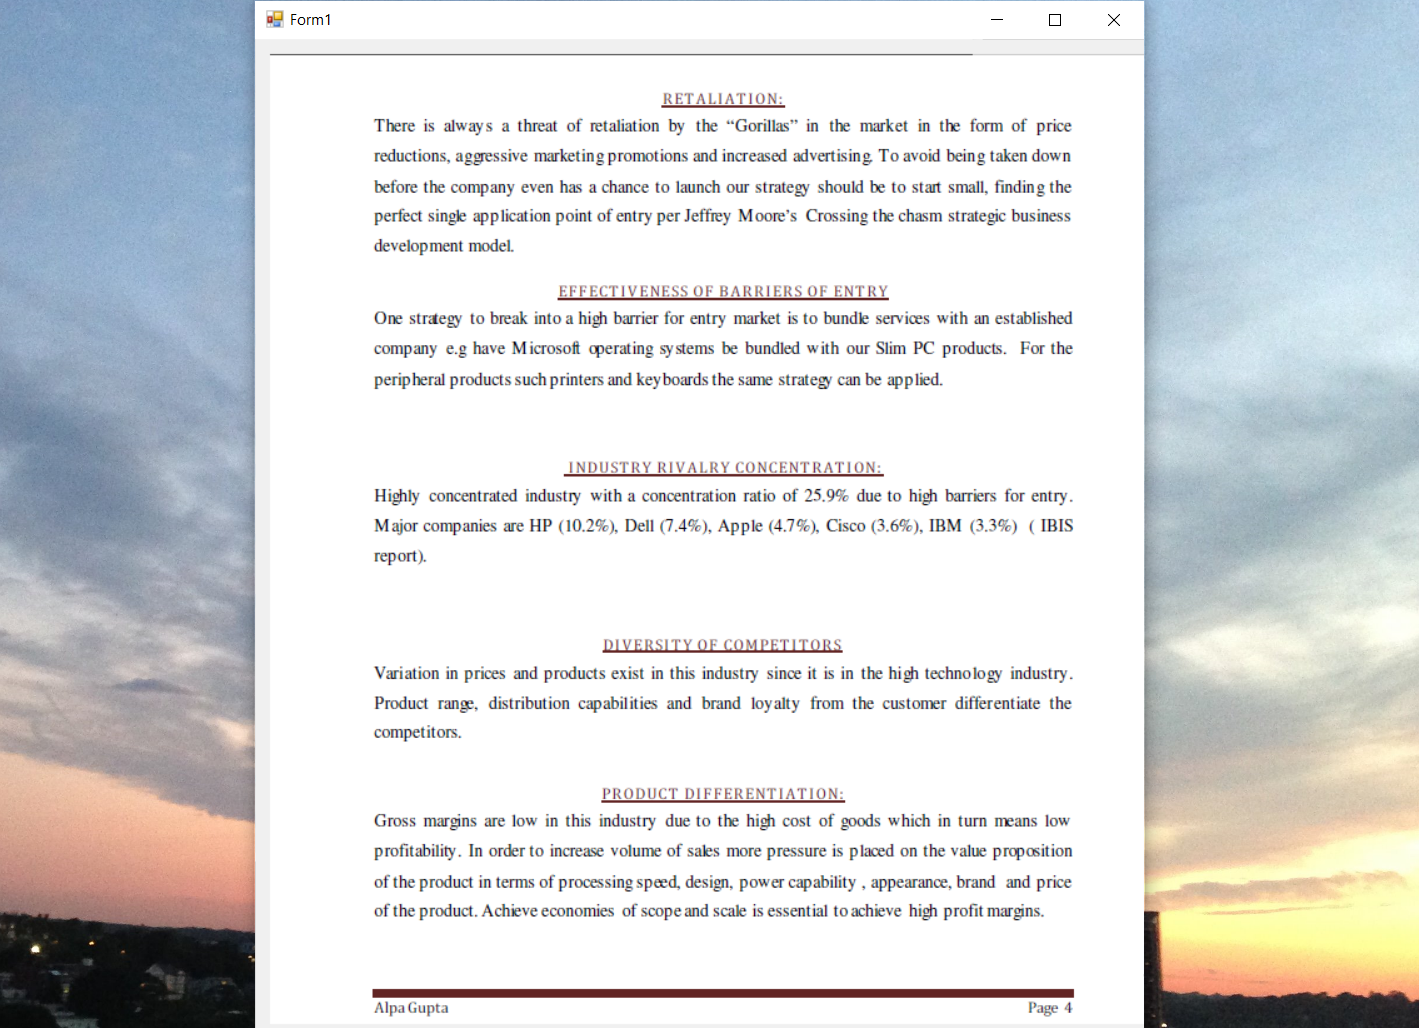 Form1
RETALIATION:
There is always a threat of retaliation by the “Gorillas” in the market in the form of price
reductions, aggressive marketing promotions and increased advertising. To avoid being taken down
before the company even has a chance to launch our strategy should be to start small, finding the
perfect single application point of entry per Jeffrey Moore’s Crossing the chasm strategic business
development model.
EFFECTIVENESS OF BARRIERS OF ENTRY
One strategy to break into a high barrier for entry market is to bundle services with an established
company e.g have Microsoft operating systems be bundled with our Slim PC products. For the
peripheral products such printers and keyboards the same strategy can be applied.
INDUSTRY RIVALRY CONCENTRATION:
Highly concentrated industry with a concentration ratio of 25.9% due to high barriers for entry.
Major companies are HP (10.2%), Dell (7.4%), Apple (4.7%), Cisco (3.6%), IBM (3.3%) ( IBIS
report).
DIVERSITY OF COMPETITORS
Variation in prices and products exist in this industry since it is in the high technology industry.
Product range, distribution capabilities and brand loyalty from the customer differentiate the
competitors.
PRODUCT DIFFERENTIATION:
Gross margins are low in this industry due to the high cost of goods which in turn means low
profitability. In order to increase volume of sales more pressure is placed on the value proposition
of the product in terms of processing speed, design, power capability , appearance, brand and price
of the product. Achieve economies of scope and scale is essential to achieve high profit margins.
Alpa Gupta
Page 4